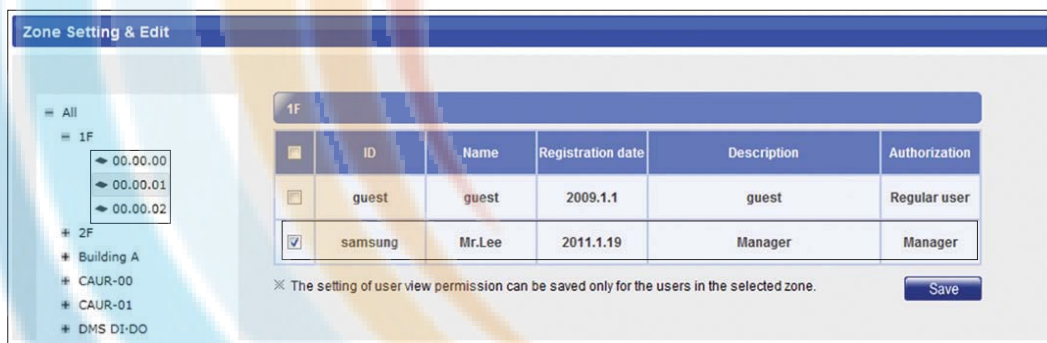 Zone Setting & Edit
All
1F
00.00.00
00.00.01
00.00.02
2F
Building A
CAUR-00
CAUR-01
DMS DI-DO
1F
ID Name Registration date Description Authorization
guest guest 2009.1.1 guest Regular user
samsung Mr.Lee 2011.1.19 Manager Manager
※ The setting of user view permission can be saved only for the users in the selected zone.
Save